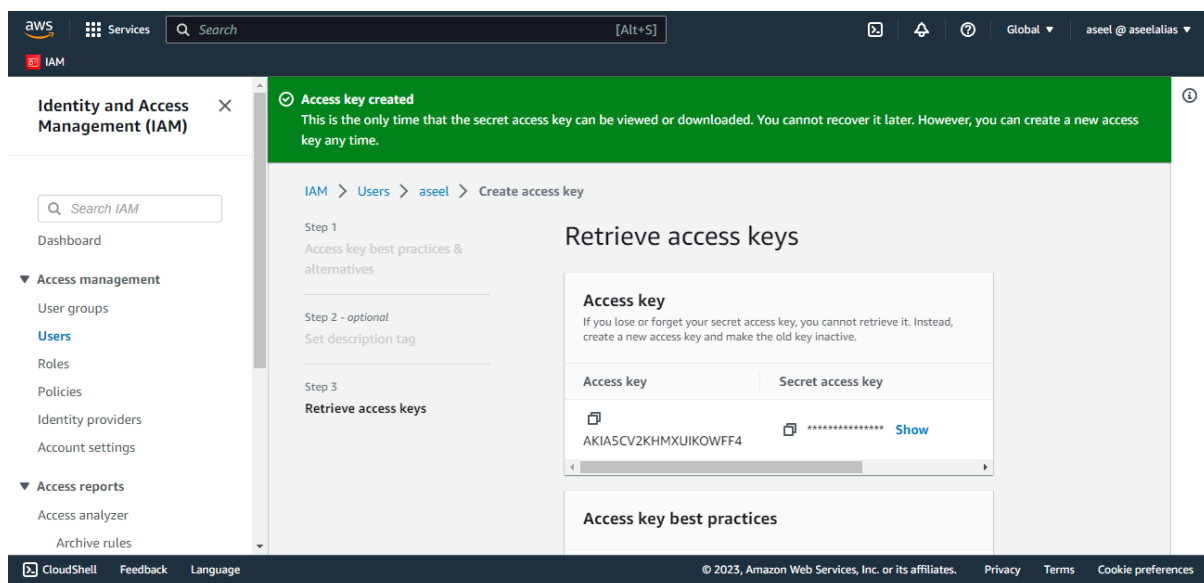 aws
Services
Search
[Alt+S]
Global ▼
aseel @ aseelalias ▼
IAM
Identity and Access
Management (IAM)
Search IAM
Dashboard
Access management
User groups
Users
Roles
Policies
Identity providers
Account settings
Access reports
Access analyzer
Archive rules
Access key created
This is the only time that the secret access key can be viewed or downloaded. You cannot recover it later. However, you can create a new access
key any time.
IAM > Users > aseel > Create access key
Step 1
Access key best practices &
alternatives
Step 2 - optional
Set description tag
Step 3
Retrieve access keys
Retrieve access keys
Access key
If you lose or forget your secret access key, you cannot retrieve it. Instead,
create a new access key and make the old key inactive.
Access key
Secret access key
AKIA5CV2KHMXUIKOWFF4
*************** Show
Access key best practices
CloudShell
Feedback
Language
© 2023, Amazon Web Services, Inc. or its affiliates.
Privacy
Terms
Cookie preferences